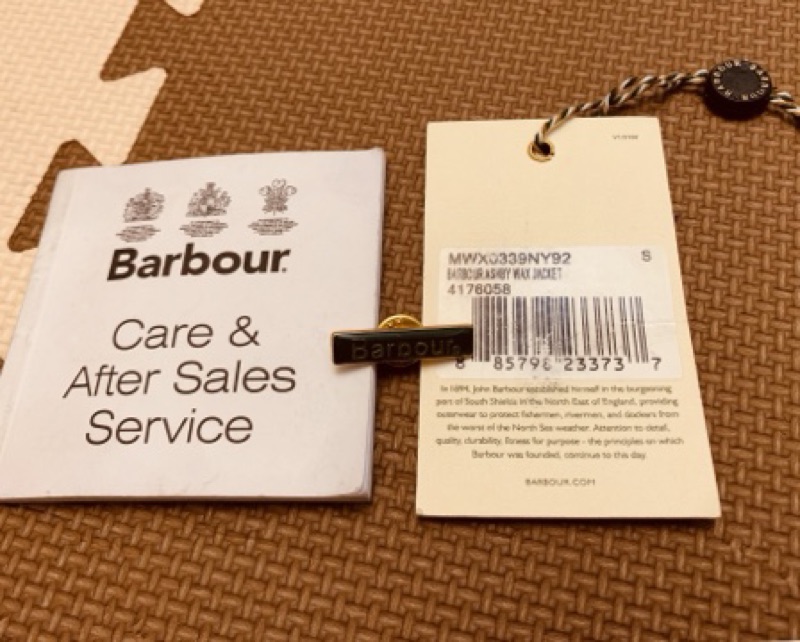 Barbour
Care &
After Sales
Service
Barbour
BARBOUR
MWX0339NY92 S
BARBOUR ASHBY WAX JACKET
4176058
8 85796 23373 7
In 1894, John Barbour established himself in the burgeoning
port of South Shields in the North East of England, providing
outerwear to protect fishermen, rivermen, and dockers from
the worst of the North Sea weather. Attention to detail,
quality, durability, fitness for purpose - the principles on which
Barbour was founded, continue to this day.
BARBOUR.COM